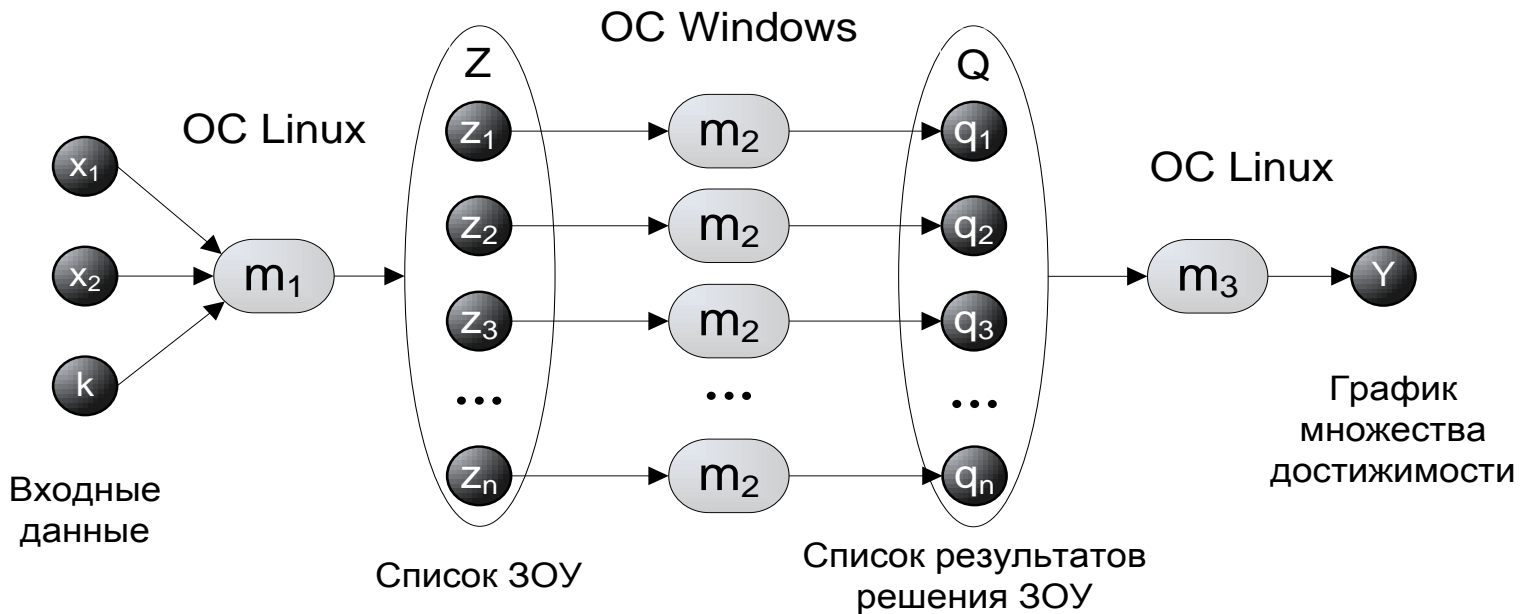 ОС Windows
Z
Q
ОС Linux
z1
m2
q1
ОС Linux
x1
z2
m2
q2
x2
m1
m3
Y
z3
m2
q3
k
...
...
...
График
множества
достижимости
zn
m2
qn
Входные
данные
Список ЗОУ
Список результатов
решения ЗОУ